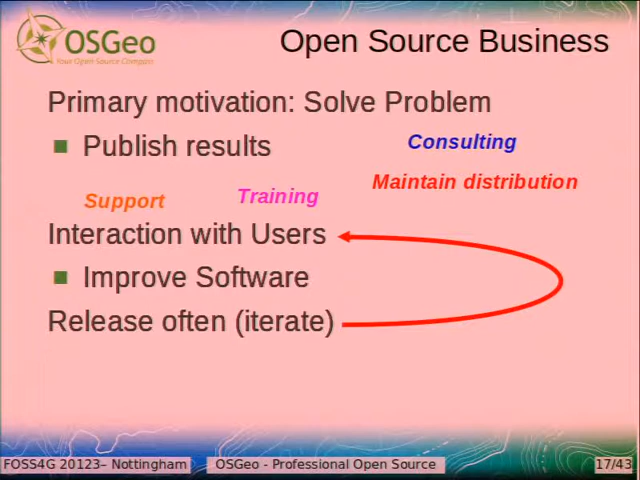 OSGeo
Your Open Source Compass
Open Source Business
Primary motivation: Solve Problem
Publish results
Consulting
Maintain distribution
Support
Training
Interaction with Users
Improve Software
Release often (iterate)
FOSS4G 20123– Nottingham
OSGeo - Professional Open Source
17/43